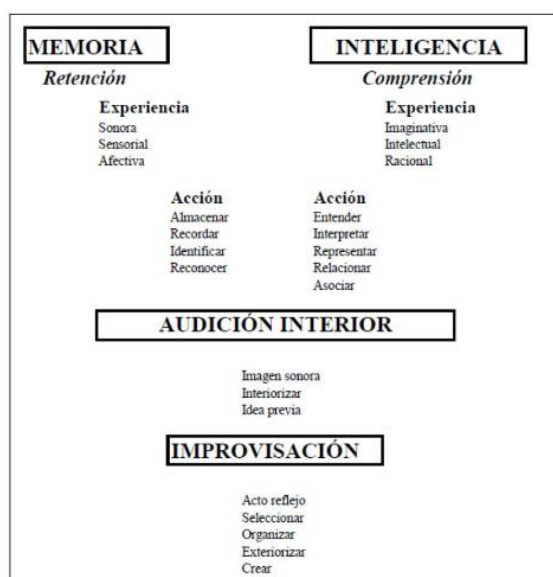 MEMORIA
Retención
Experiencia
Sonora
Sensorial
Afectiva
INTELIGENCIA
Comprensión
Experiencia
Imaginativa
Intelectual
Racional
Acción
Almacenar
Recordar
Identificar
Reconocer
Acción
Entender
Interpretar
Representar
Relacionar
Asociar
AUDICIÓN INTERIOR
Imagen sonora
Interiorizar
Idea previa
IMPROVISACIÓN
Acto reflejo
Seleccionar
Organizar
Exteriorizar
Crear